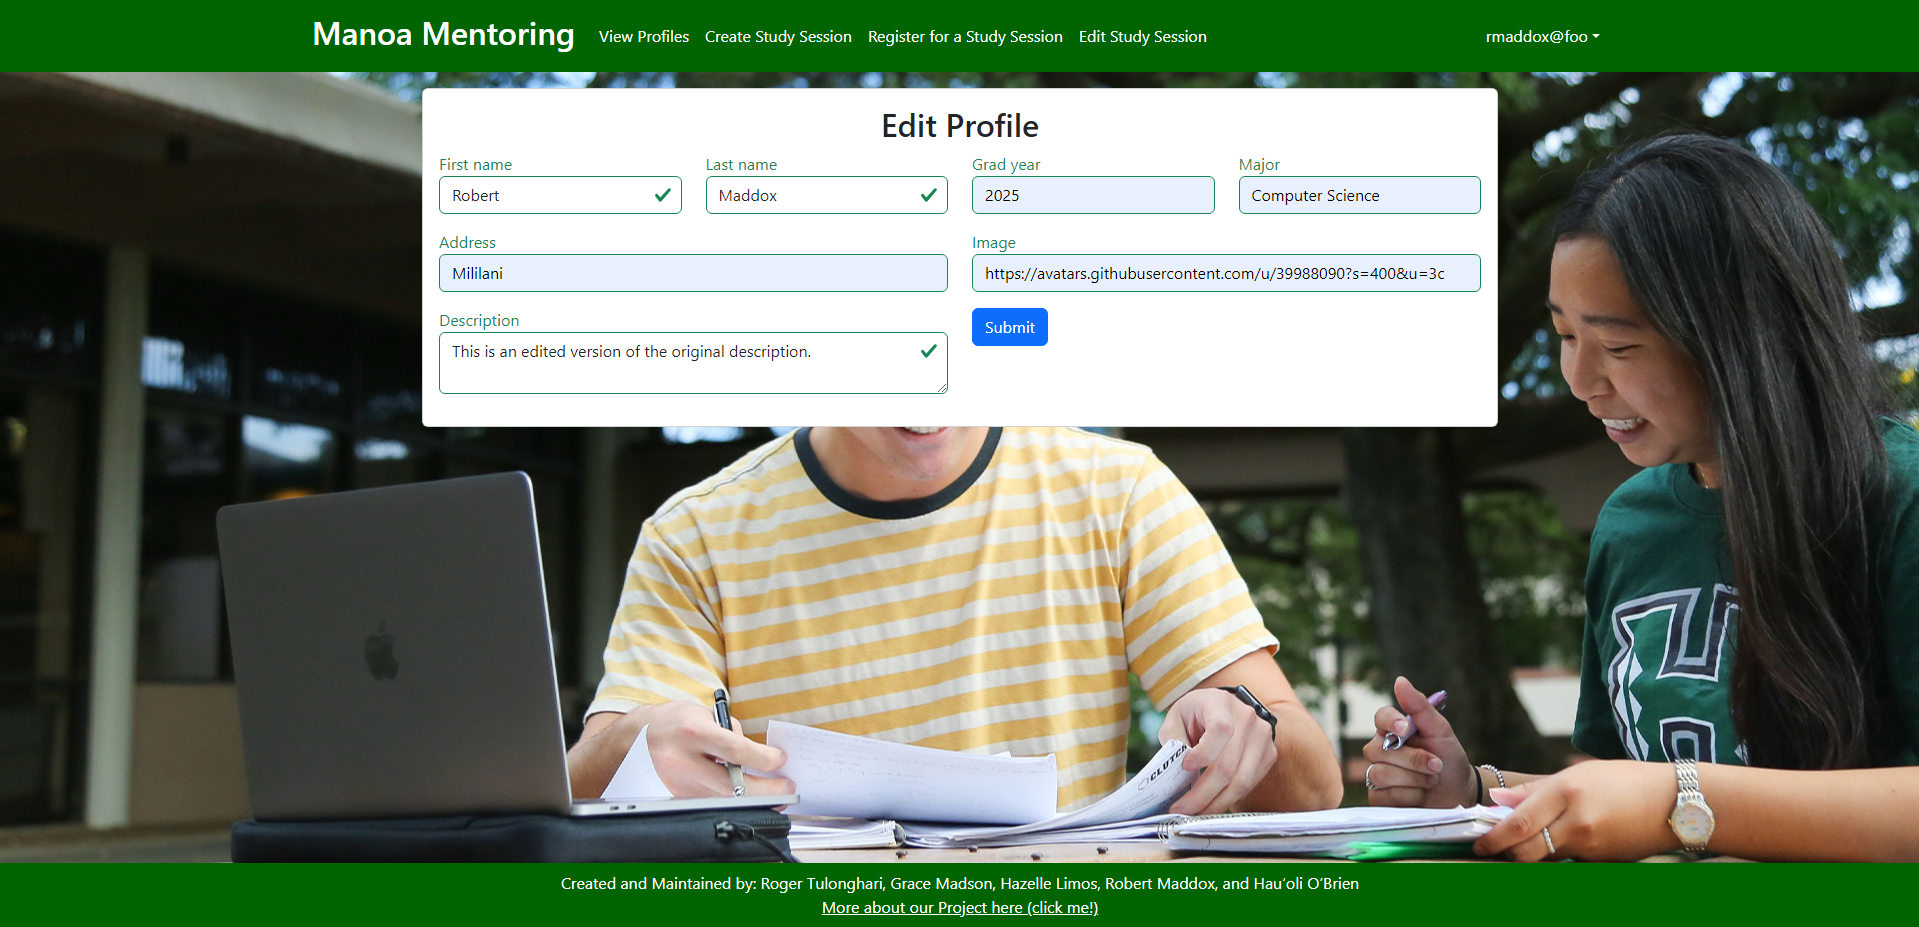 Manoa Mentoring View Profiles Create Study Session Register for a Study Session Edit Study Session rmaddox@foo
Edit Profile
First name Last name Grad year Major
Robert Maddox 2025 Computer Science
Address Image
Mililani https://avatars.githubusercontent.com/u/39988090?s=400&u=3c
Description
Submit
This is an edited version of the original description.
CLUTCH
Created and Maintained by: Roger Tulonghari, Grace Madson, Hazelle Limos, Robert Maddox, and Hau‘oli O‘Brien
More about our Project here (click me!)